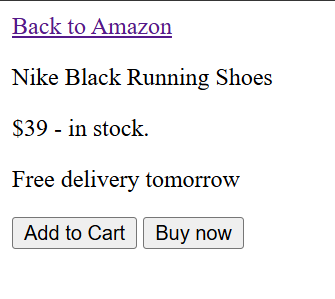 Back to Amazon
Nike Black Running Shoes
$39 - in stock.
Free delivery tomorrow
Add to Cart Buy now